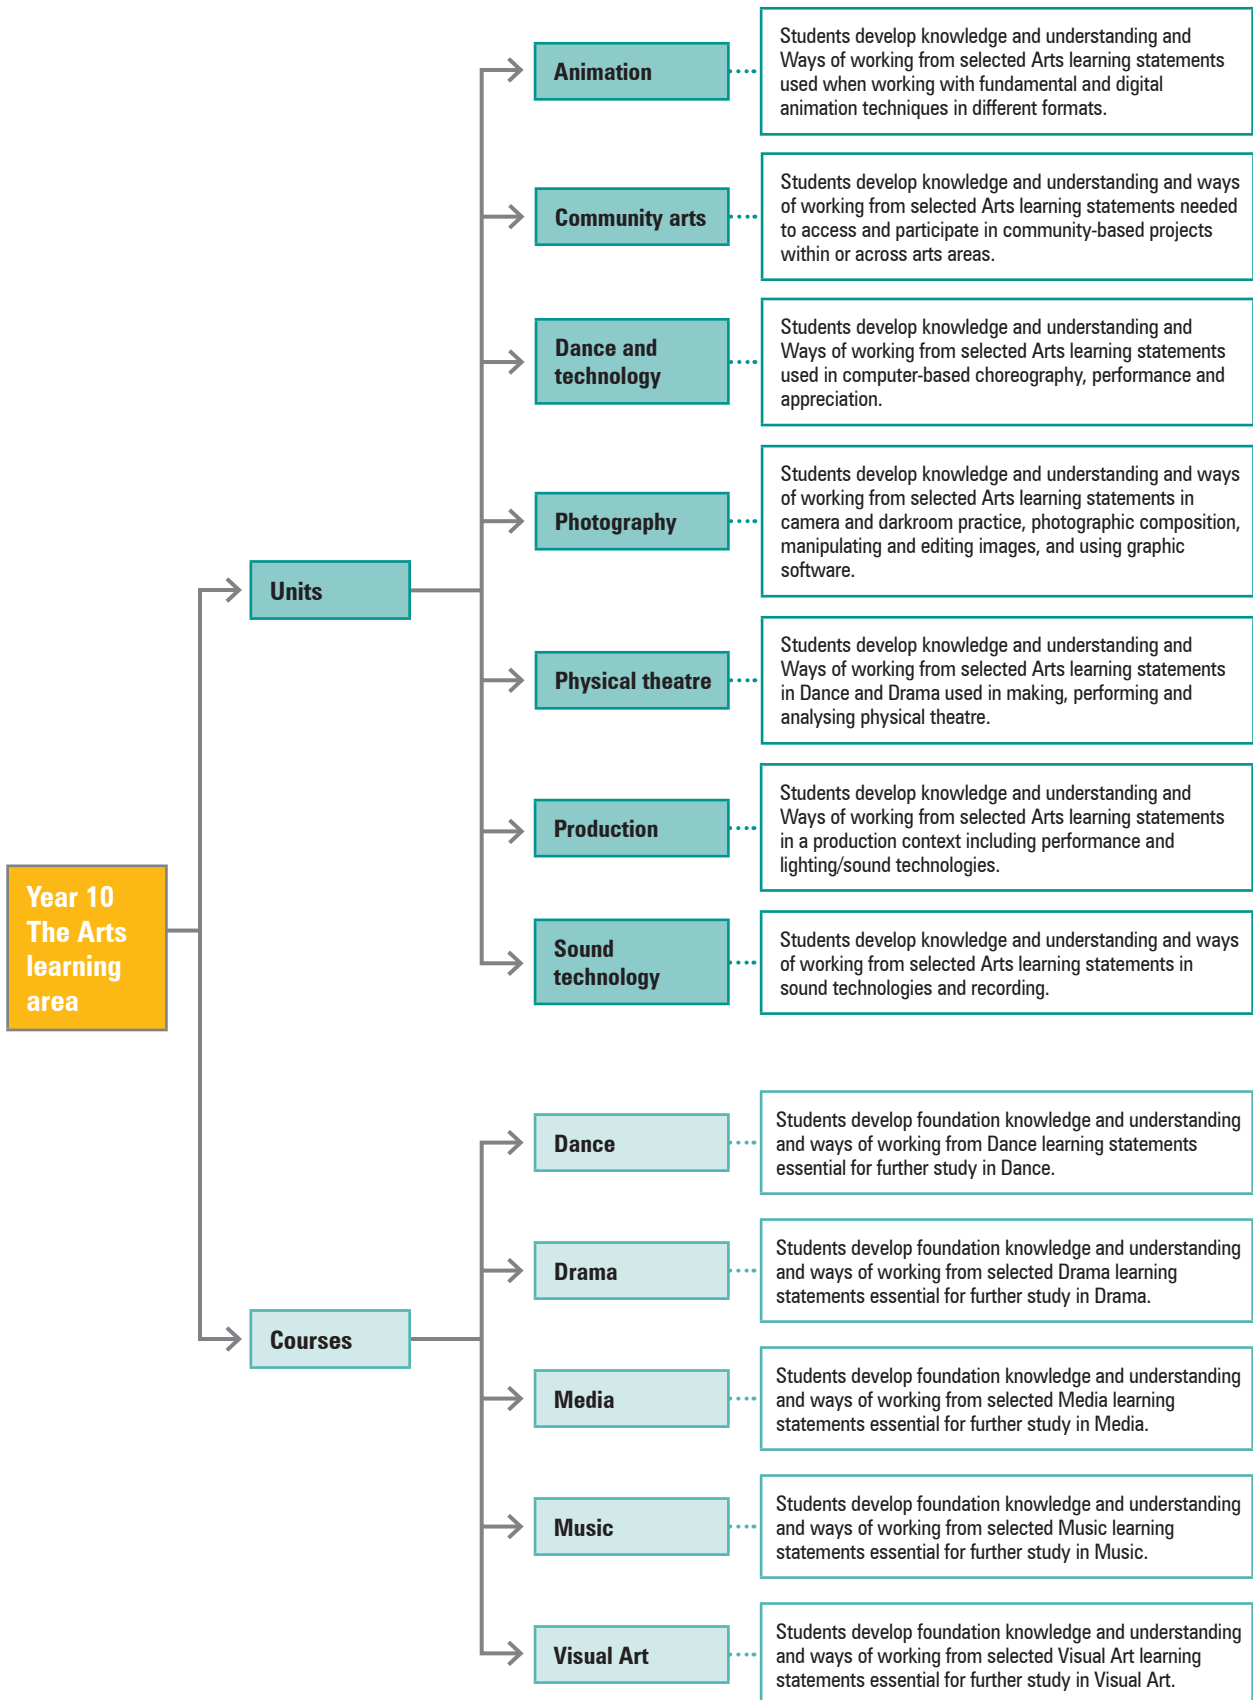 Year 10
The Arts
learning
area
Units
Animation
Students develop knowledge and understanding and
Ways of working from selected Arts learning statements
used when working with fundamental and digital
animation techniques in different formats.
Community arts
Students develop knowledge and understanding and ways
of working from selected Arts learning statements needed
to access and participate in community-based projects
within or across arts areas.
Dance and
technology
Students develop knowledge and understanding and
Ways of working from selected Arts learning statements
used in computer-based choreography, performance and
appreciation.
Photography
Students develop knowledge and understanding and ways
of working from selected Arts learning statements in
camera and darkroom practice, photographic composition,
manipulating and editing images, and using graphic
software.
Physical theatre
Students develop knowledge and understanding and
Ways of working from selected Arts learning statements
in Dance and Drama used in making, performing and
analysing physical theatre.
Production
Students develop knowledge and understanding and
Ways of working from selected Arts learning statements
in a production context including performance and
lighting/sound technologies.
Sound
technology
Students develop knowledge and understanding and ways
of working from selected Arts learning statements in
sound technologies and recording.
Courses
Dance
Students develop foundation knowledge and understanding
and ways of working from Dance learning statements
essential for further study in Dance.
Drama
Students develop foundation knowledge and understanding
and ways of working from selected Drama learning
statements essential for further study in Drama.
Media
Students develop foundation knowledge and understanding
and ways of working from selected Media learning
statements essential for further study in Media.
Music
Students develop foundation knowledge and understanding
and ways of working from selected Music learning
statements essential for further study in Music.
Visual Art
Students develop foundation knowledge and understanding
and ways of working from selected Visual Art learning
statements essential for further study in Visual Art.